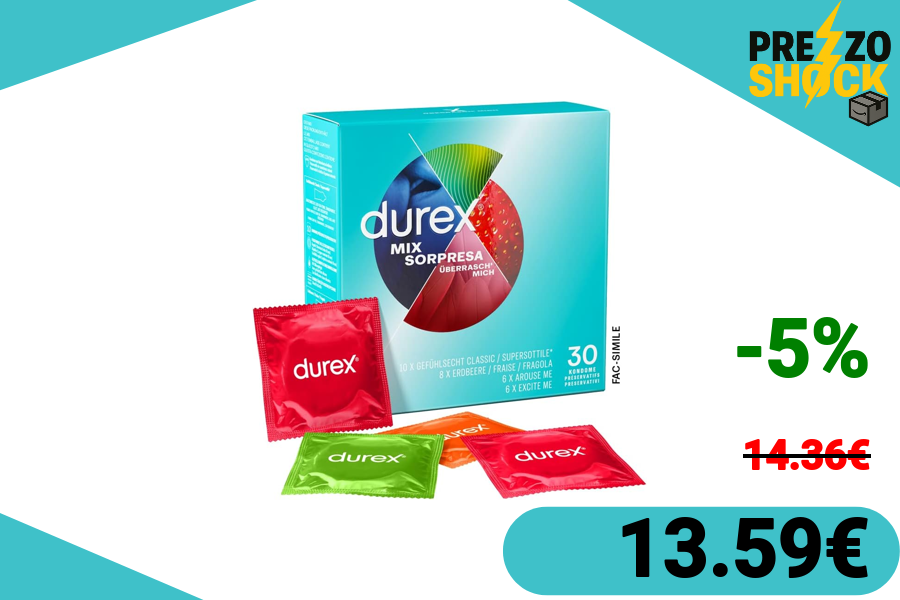 PREZZO
SHOCK
durex
MIX
SORPRESA
ÜBERRASCH'
MICH
10 X GEFÜHLSECHT CLASSIC / SUPERSOTTILE*
8 X ERDBEERE / FRAISE / FRAGOLA
6 X AROUSE ME
6 X EXCITE ME
30
KONDOME
PRESERVATIFS
PRESERVATIVI
FAC-SIMILE
durex
durex
durex
durex
-5%
14.36€
13.59€